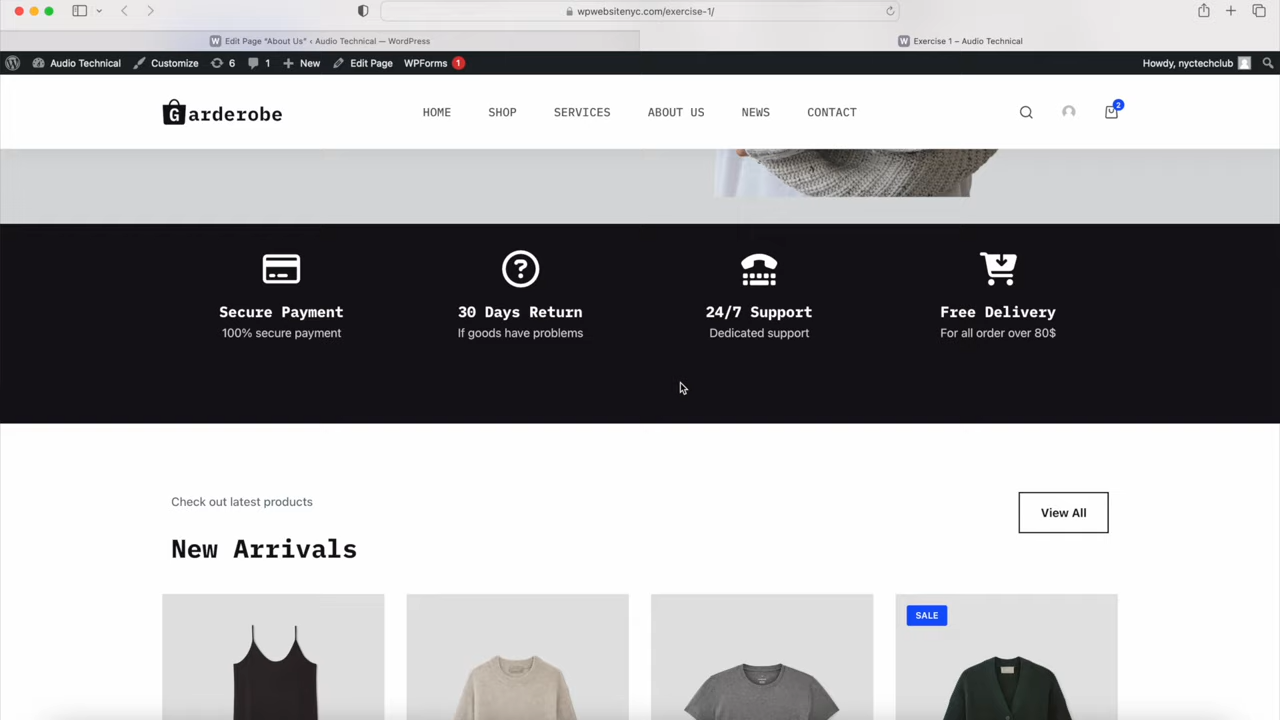 wpwebsitenyc.com/exercise-1/
Edit Page "About Us" ‹ Audio Technical — WordPress
Exercise 1 – Audio Technical
Audio Technical Customize 6 1 New Edit Page WPForms 1 Howdy, nyctechclub
Garderobe HOME SHOP SERVICES ABOUT US NEWS CONTACT 2
Secure Payment 30 Days Return 24/7 Support Free Delivery
100% secure payment If goods have problems Dedicated support For all order over 80$
Check out latest products
View All
New Arrivals
SALE